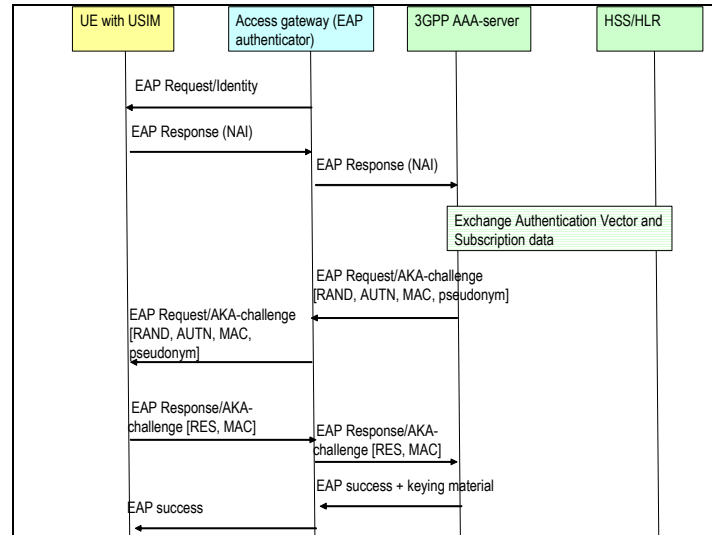 UE with USIM
Access gateway (EAP
authenticator)
3GPP AAA-server
HSS/HLR
EAP Request/Identity
EAP Response (NAI)
EAP Response (NAI)
Exchange Authentication Vector and
Subscription data
EAP Request/AKA-challenge
[RAND, AUTN, MAC, pseudonym]
EAP Request/AKA-challenge
[RAND, AUTN, MAC,
pseudonym]
EAP Response/AKA-
challenge [RES, MAC]
EAP Response/AKA-
challenge [RES, MAC]
EAP success + keying material
EAP success